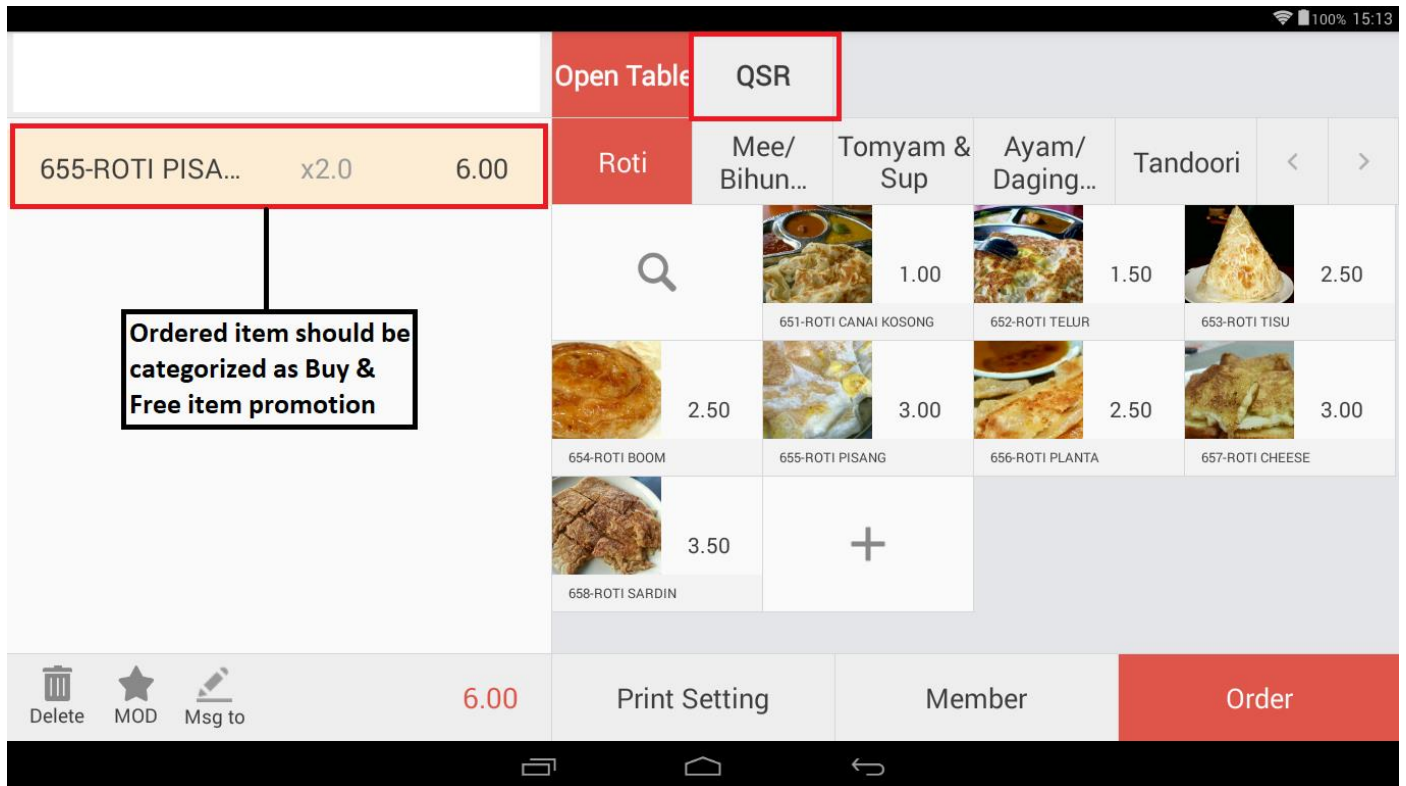 100% 15:13
Open Table
QSR
655-ROTI PISA... x2.0 6.00
Roti
Mee/
Bihun...
Tomyam &
Sup
Ayam/
Daging...
Tandoori
<
>
Ordered item should be
categorized as Buy &
Free item promotion
1.00
651-ROTI CANAI KOSONG
1.50
652-ROTI TELUR
2.50
653-ROTI TISU
2.50
654-ROTI BOOM
3.00
655-ROTI PISANG
2.50
656-ROTI PLANTA
3.00
657-ROTI CHEESE
3.50
658-ROTI SARDIN
Delete
MOD
Msg to
6.00
Print Setting
Member
Order